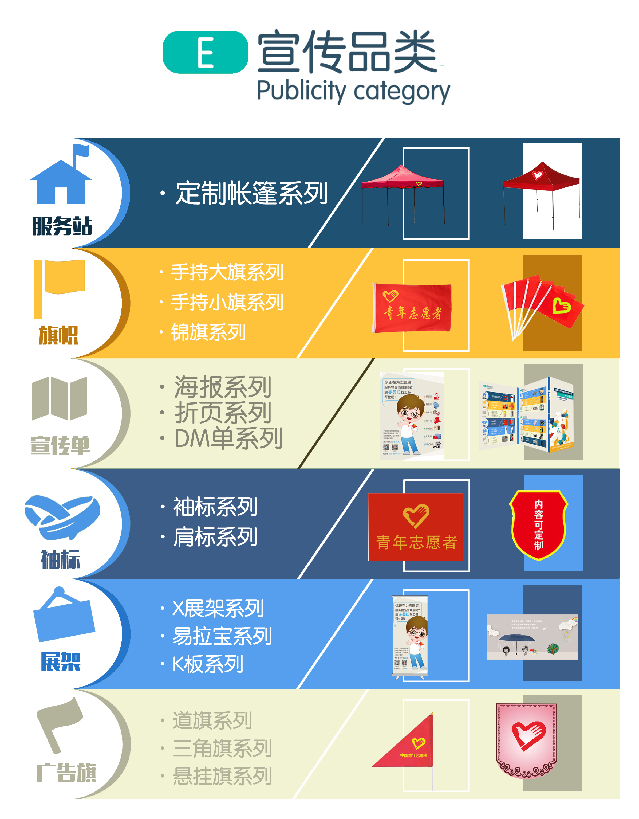 E
宣传品类
Publicity category
服务站
· 定制帐篷系列
旗帜
· 手持大旗系列
· 手持小旗系列
· 锦旗系列
青年志愿者
宣传单
· 海报系列
· 折页系列
· DM单系列
袖标
· 袖标系列
· 肩标系列
青年志愿者
内容可定制
展架
· X展架系列
· 易拉宝系列
· K板系列
广告旗
· 道旗系列
· 三角旗系列
· 悬挂旗系列